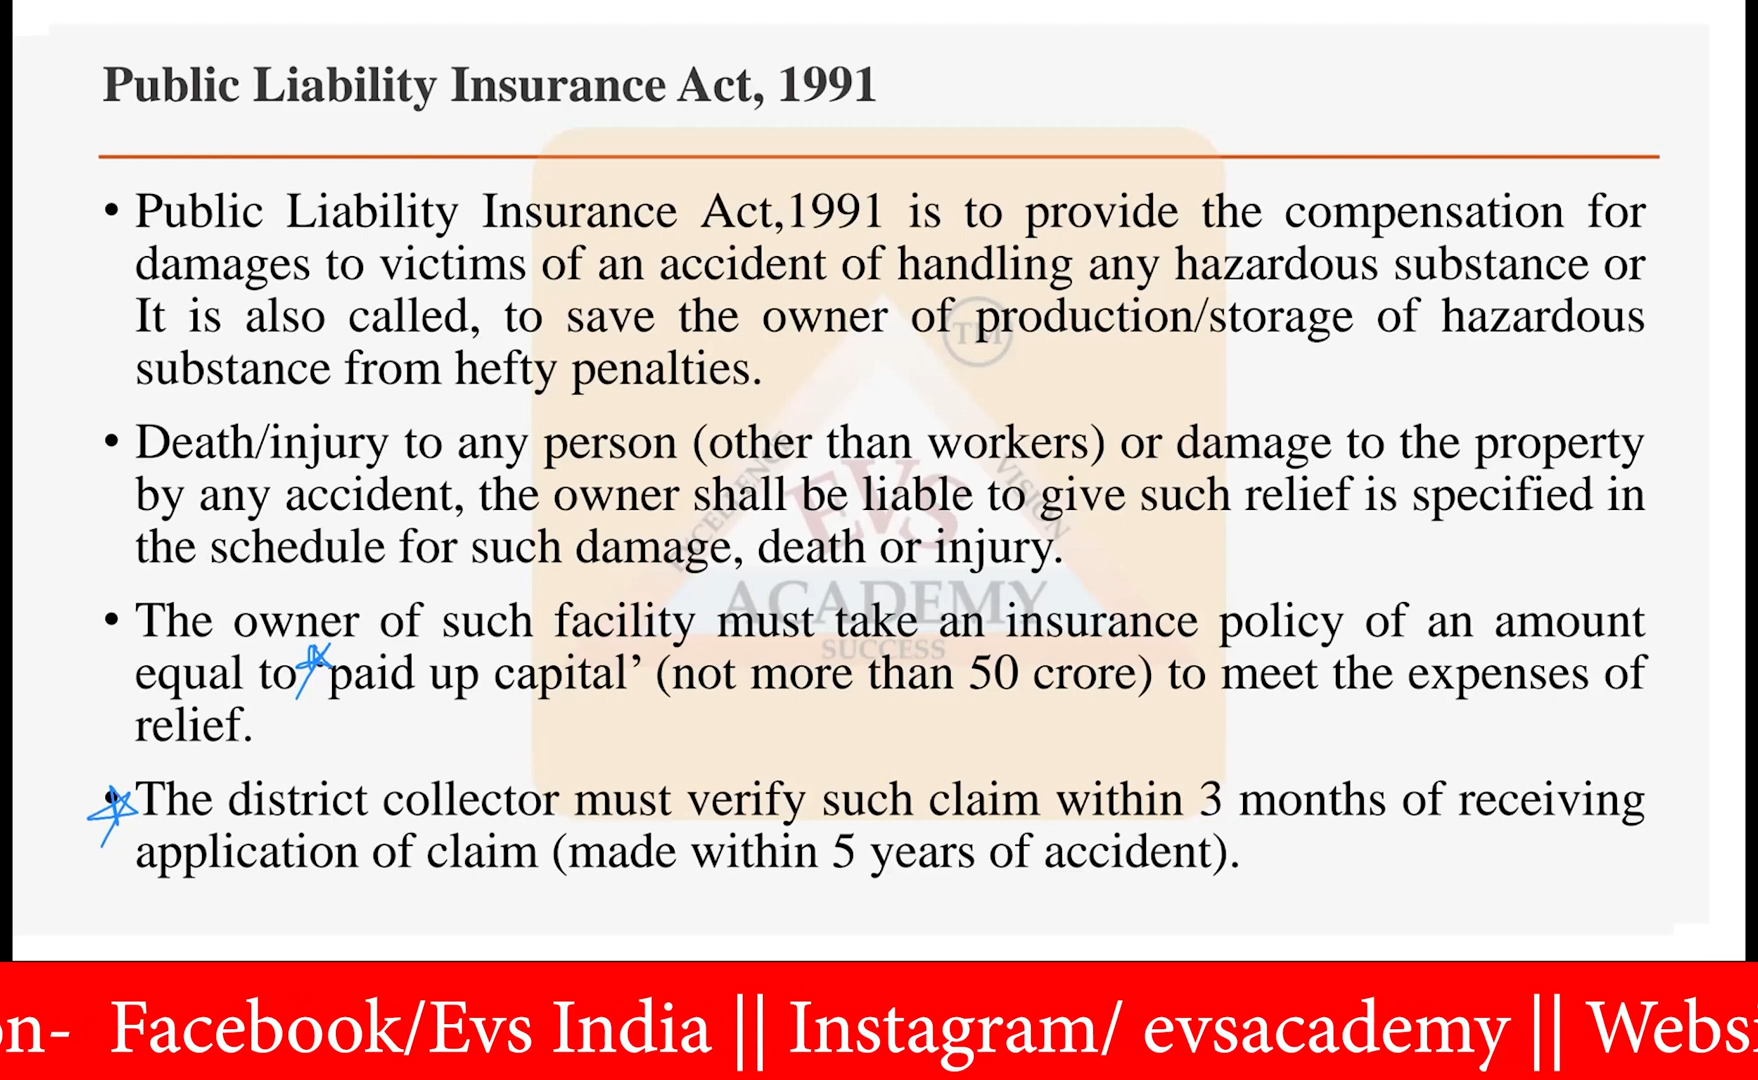 Public Liability Insurance Act, 1991
• Public Liability Insurance Act,1991 is to provide the compensation for
damages to victims of an accident of handling any hazardous substance or
It is also called, to save the owner of production/storage of hazardous
substance from hefty penalties.
• Death/injury to any person (other than workers) or damage to the property
by any accident, the owner shall be liable to give such relief is specified in
the schedule for such damage, death or injury.
• The owner of such facility must take an insurance policy of an amount
equal to ‘paid up capital’ (not more than 50 crore) to meet the expenses of
relief.
• The district collector must verify such claim within 3 months of receiving
application of claim (made within 5 years of accident).
TM
EXCELLENCE
VISION
EVS
ACADEMY
SUCCESS
on- Facebook/Evs India || Instagram/ evsacademy || Websi